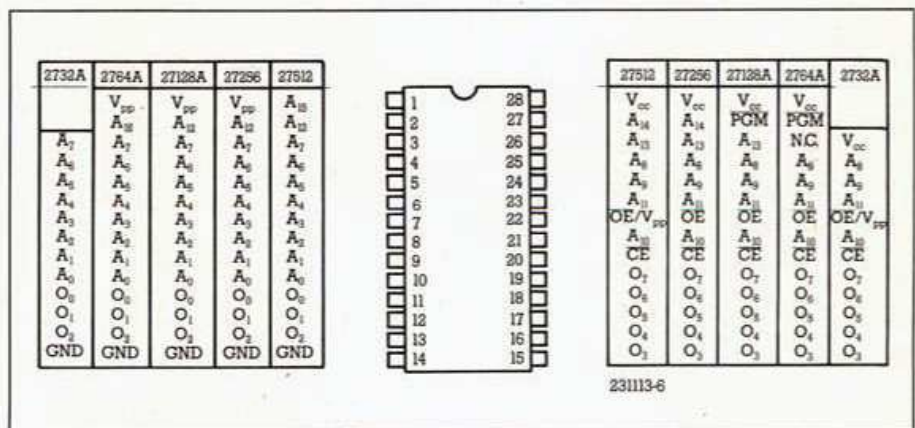 2732A 2764A 27128A 27256 27512
Vpp Vpp Vpp A15
A12 A12 A12 A12
A7 A7 A7 A7 A7
A6 A6 A6 A6 A6
A5 A5 A5 A5 A5
A4 A4 A4 A4 A4
A3 A3 A3 A3 A3
A2 A2 A2 A2 A2
A1 A1 A1 A1 A1
A0 A0 A0 A0 A0
O0 O0 O0 O0 O0
O1 O1 O1 O1 O1
O2 O2 O2 O2 O2
GND GND GND GND GND
1 28
2 27
3 26
4 25
5 24
6 23
7 22
8 21
9 20
10 19
11 18
12 17
13 16
14 15
27512 27256 27128A 2764A 2732A
Vcc Vcc Vcc Vcc
A14 A14 PGM PGM
A13 A13 A13 N.C. Vcc
A8 A8 A8 A8 A8
A9 A9 A9 A9 A9
A11 A11 A11 A11 A11
OE/Vpp OE OE OE OE/Vpp
A10 A10 A10 A10 A10
CE CE CE CE CE
O7 O7 O7 O7 O7
O6 O6 O6 O6 O6
O5 O5 O5 O5 O5
O4 O4 O4 O4 O4
O3 O3 O3 O3 O3
231113-6